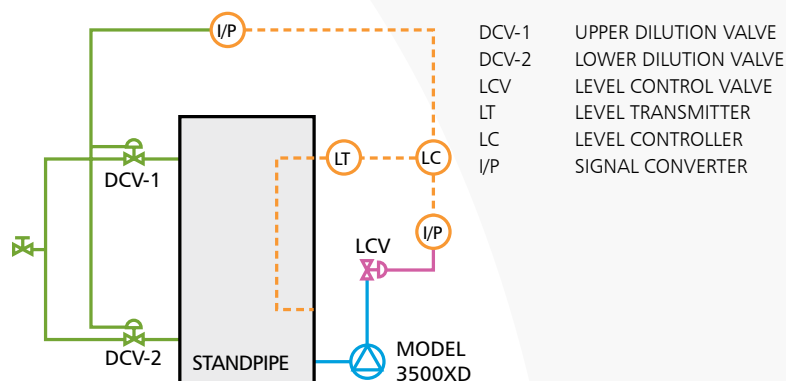 I/P
DCV-1 UPPER DILUTION VALVE
DCV-2 LOWER DILUTION VALVE
LCV LEVEL CONTROL VALVE
LT LEVEL TRANSMITTER
LC LEVEL CONTROLLER
I/P SIGNAL CONVERTER
LT
LC
DCV-1
I/P
LCV
DCV-2
STANDPIPE
MODEL
3500XD